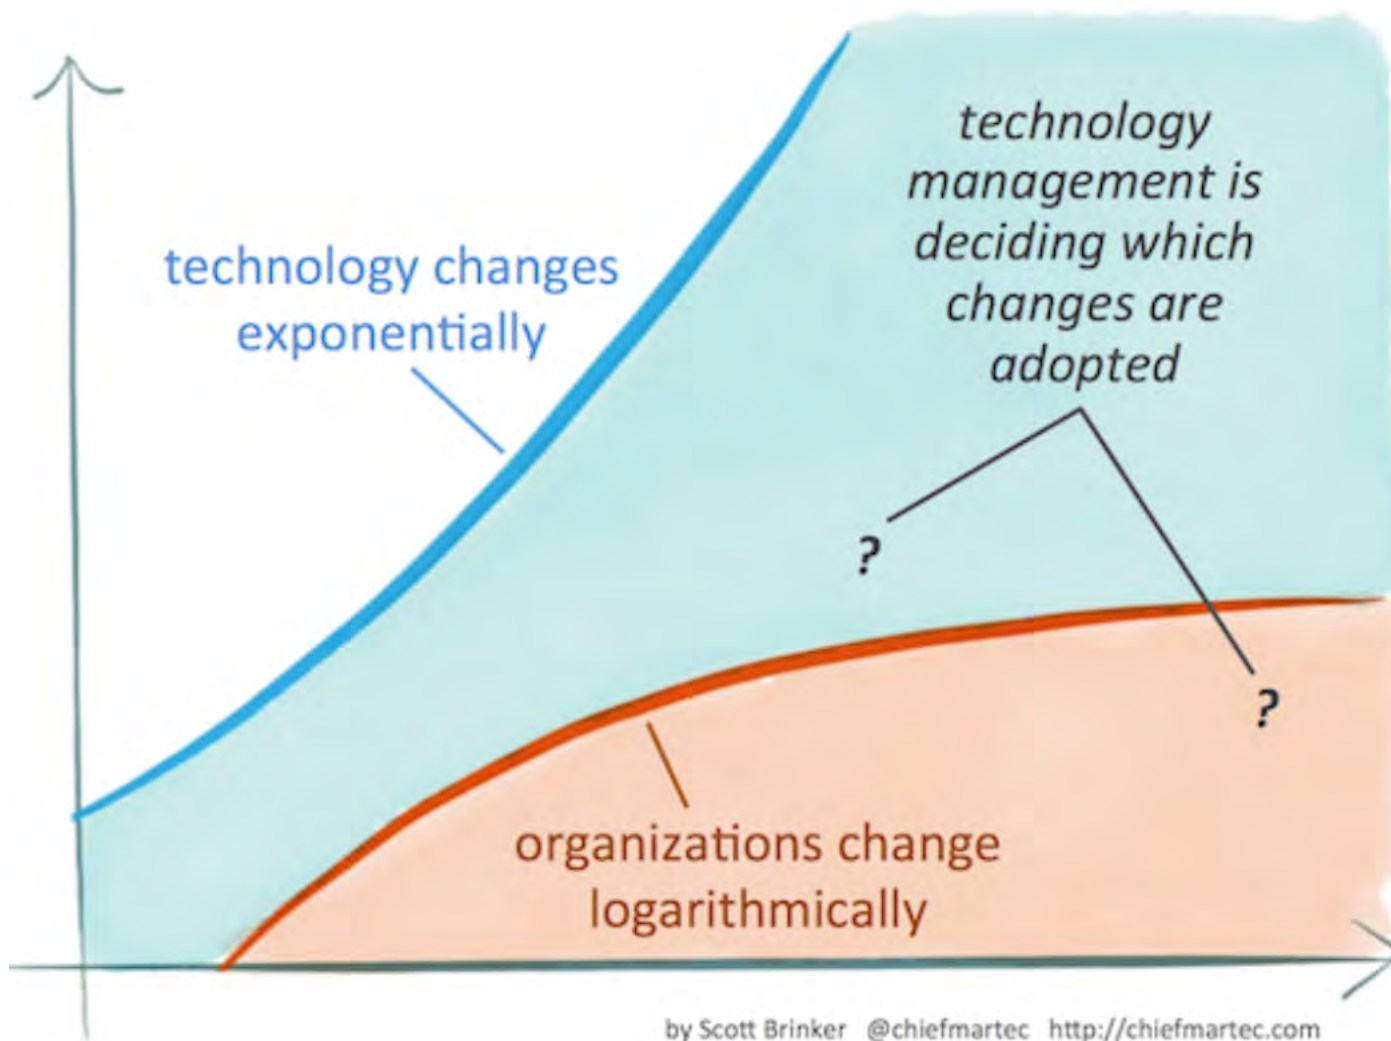 technology changes
exponentially
technology
management is
deciding which
changes are
adopted
?
?
organizations change
logarithmically
by Scott Brinker @chiefmartec http://chiefmartec.com